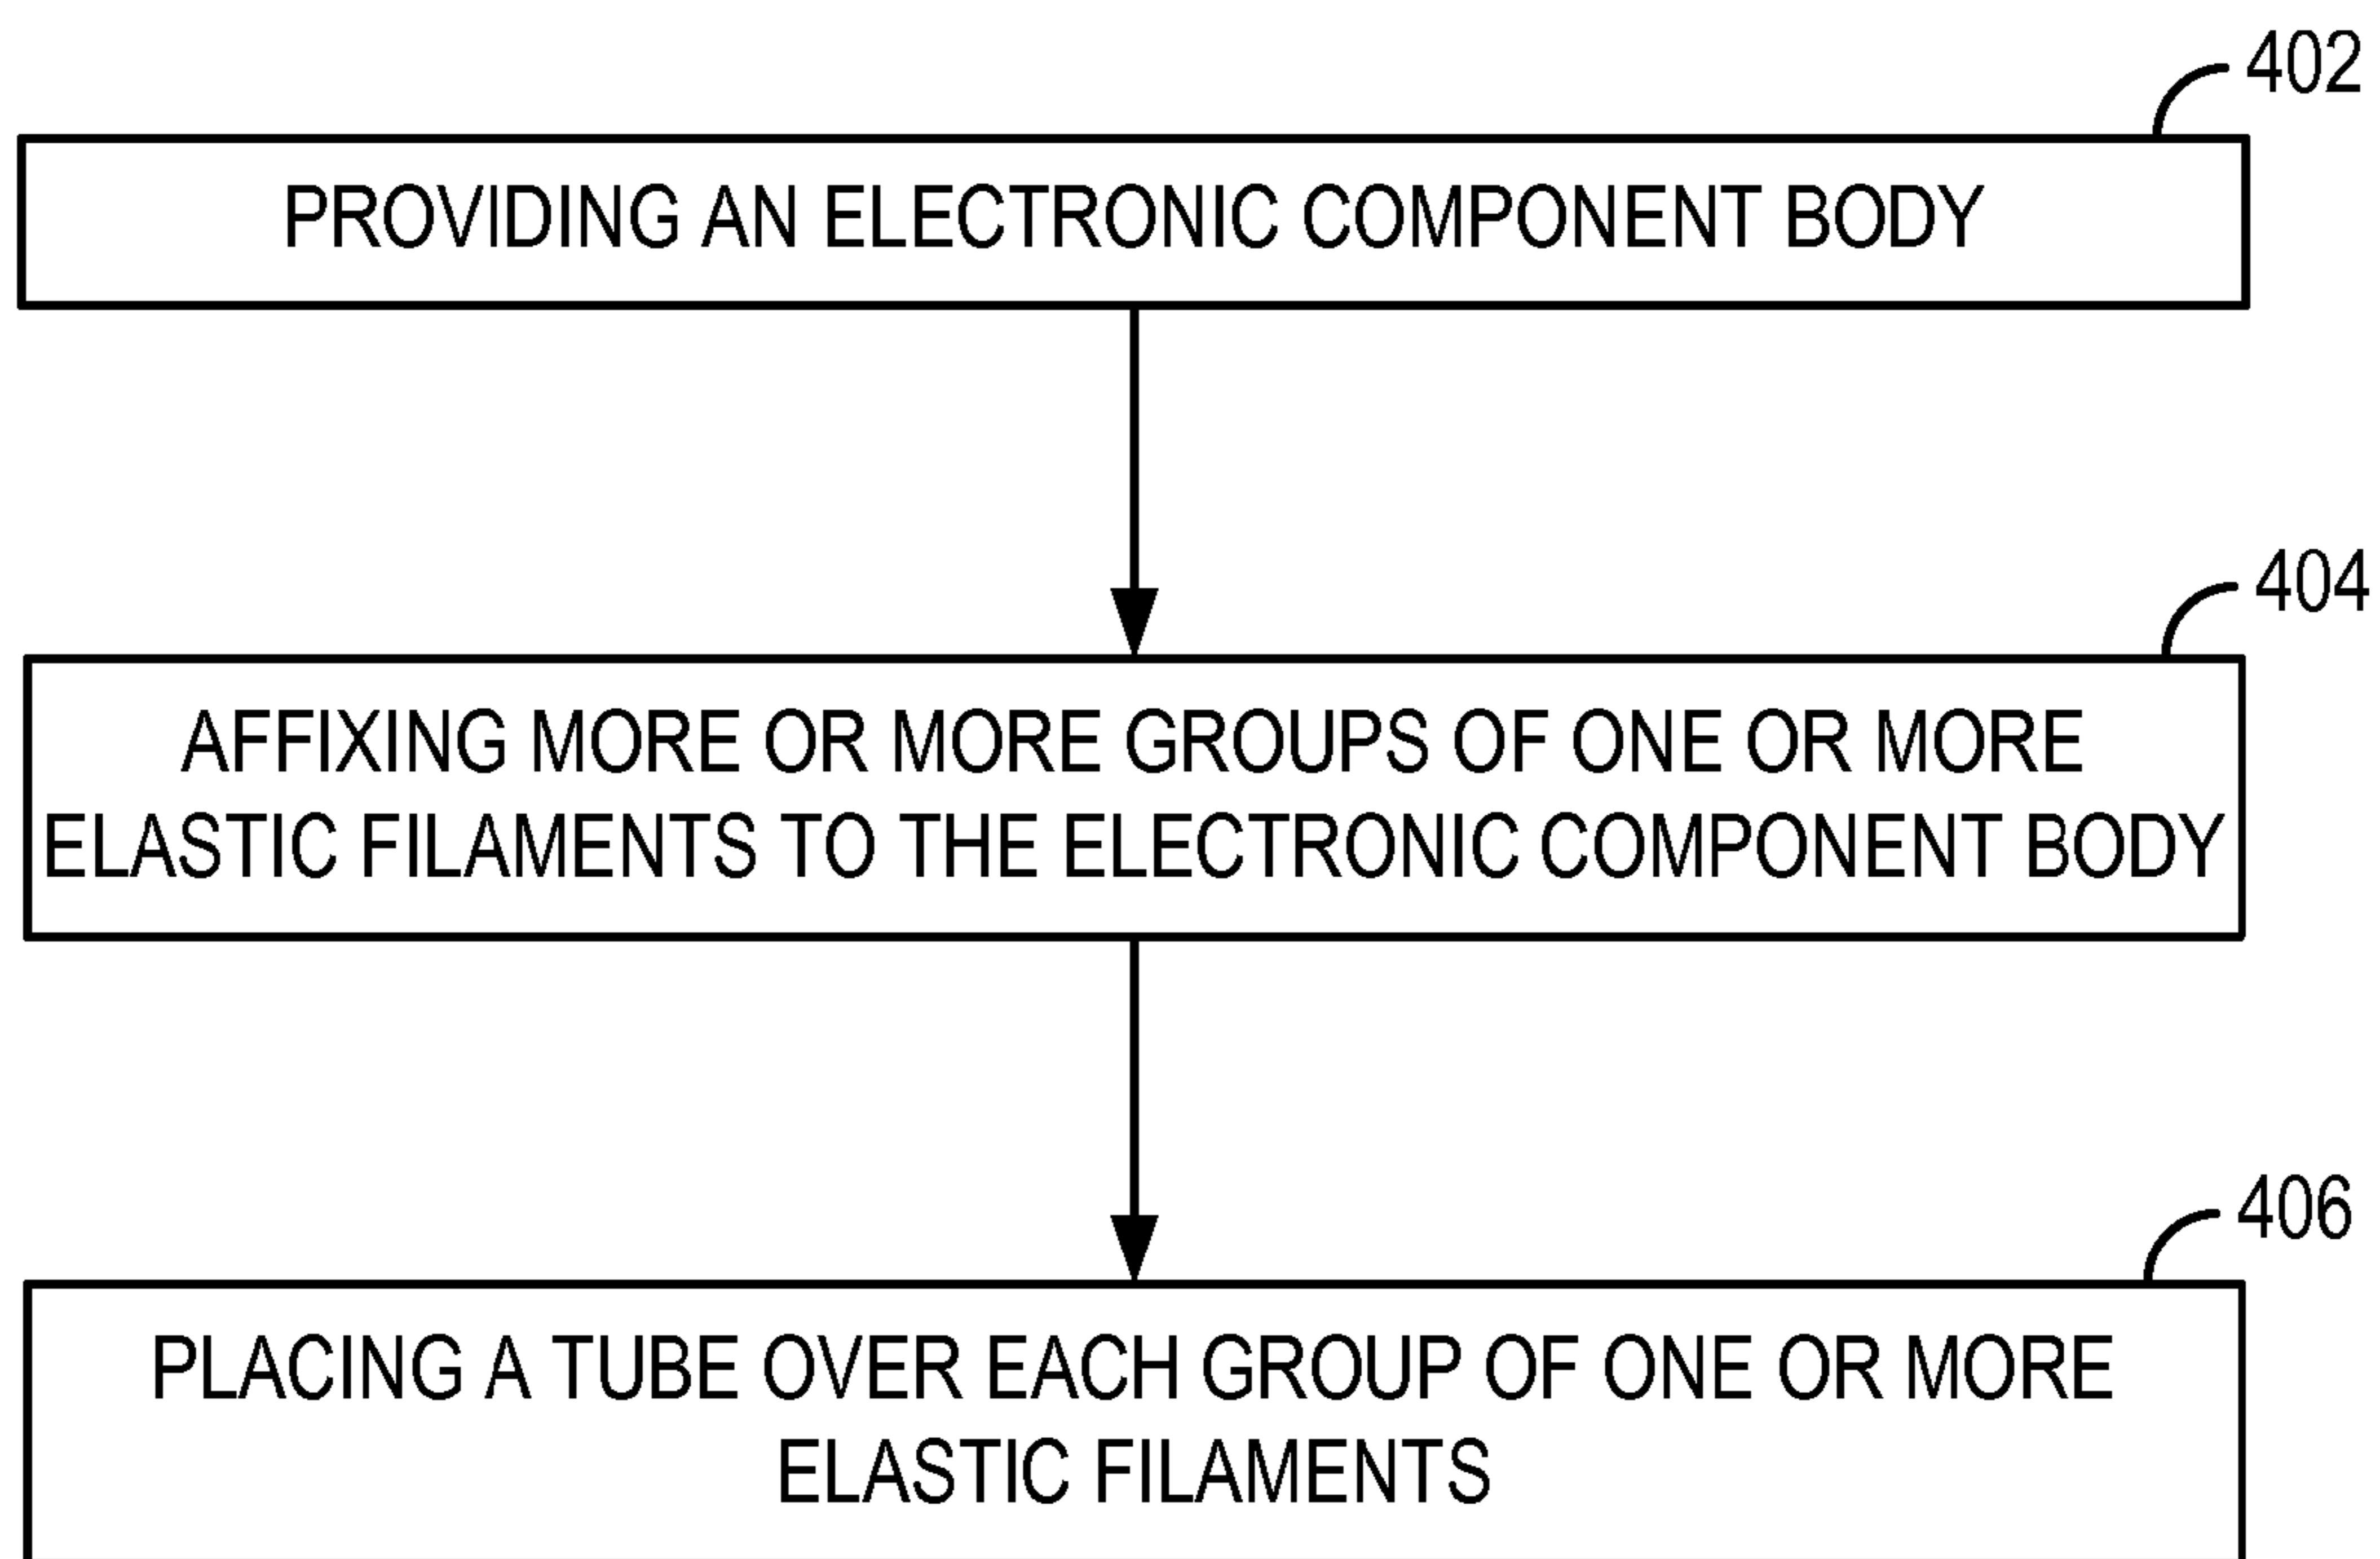 402
PROVIDING AN ELECTRONIC COMPONENT BODY
404
AFFIXING MORE OR MORE GROUPS OF ONE OR MORE
ELASTIC FILAMENTS TO THE ELECTRONIC COMPONENT BODY
406
PLACING A TUBE OVER EACH GROUP OF ONE OR MORE
ELASTIC FILAMENTS